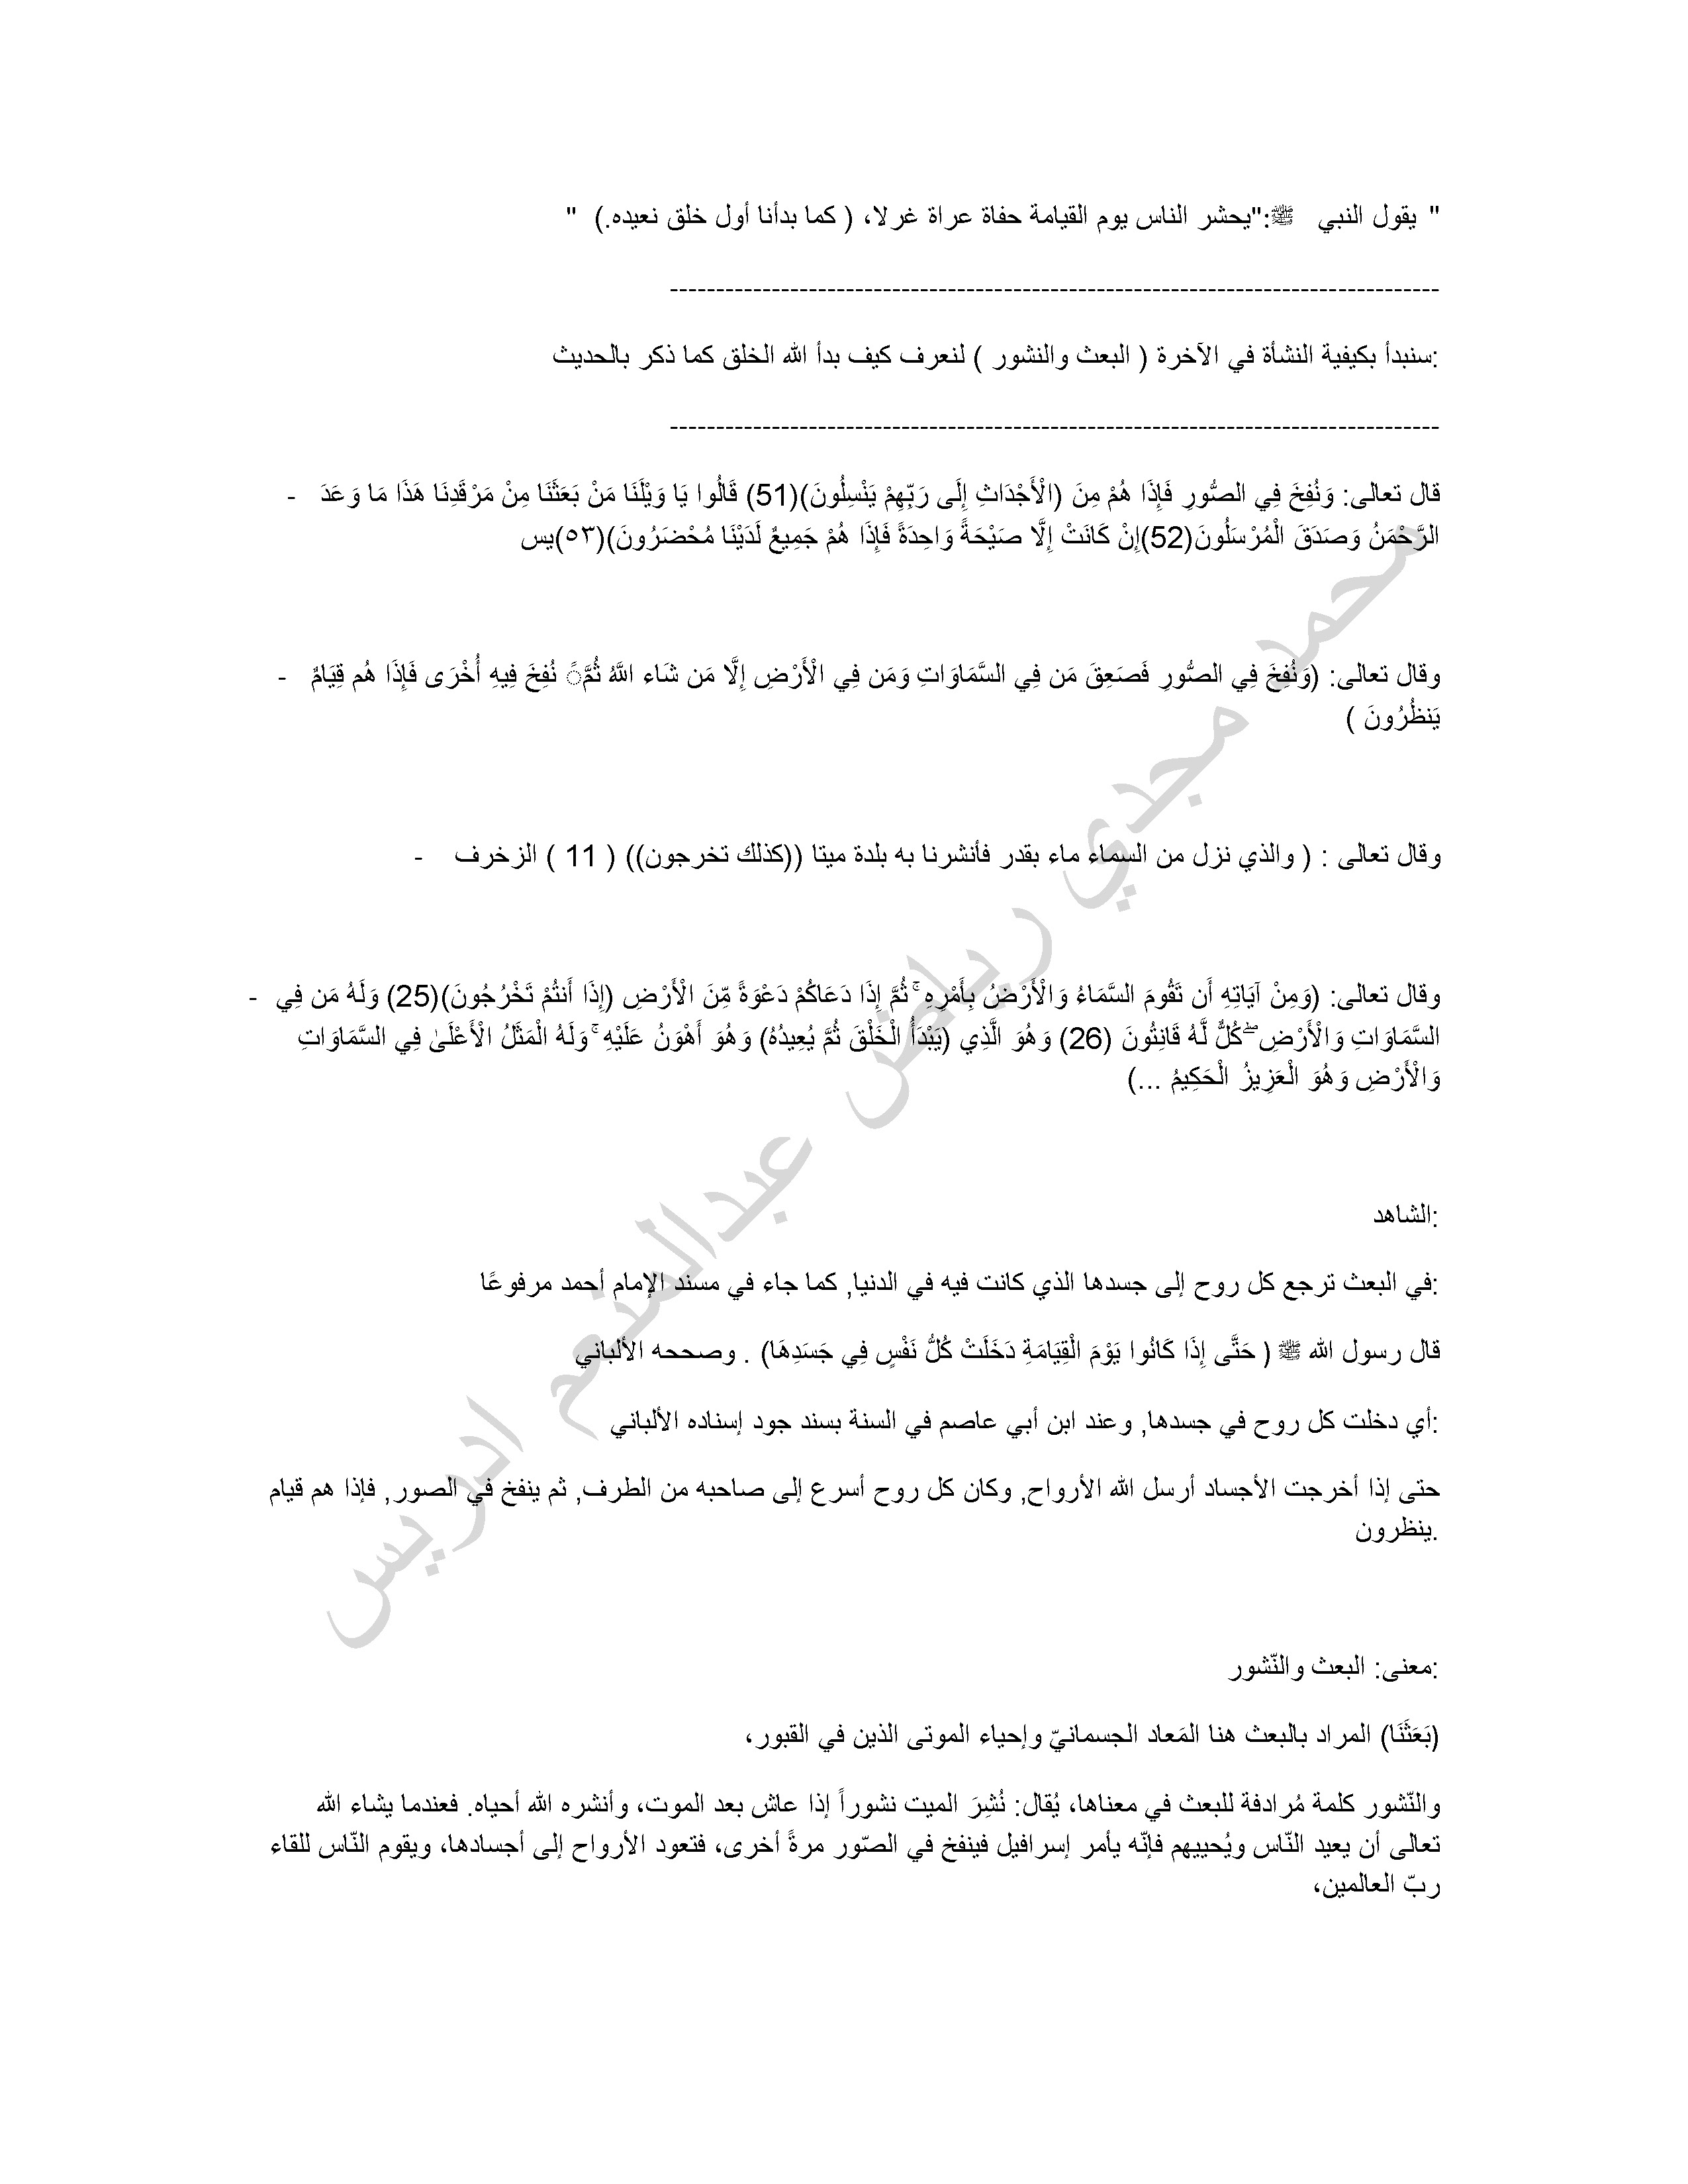 " يقول النبي ﷺ:"يحشر الناس يوم القيامة حفاة عراة غرلا، ( كما بدأنا أول خلق نعيده.) "
-----------------------------------------------------------------------------------
:سنبدأ بكيفية النشأة في الآخرة ( البعث والنشور ) لنعرف كيف بدأ الله الخلق كما ذكر بالحديث
-----------------------------------------------------------------------------------
قال تعالى: وَنُفِخَ فِي الصُّورِ فَإِذَا هُمْ مِنَ (الْأَجْدَاثِ إِلَى رَبِّهِمْ يَنْسِلُونَ)(51) قَالُوا يَا وَيْلَنَا مَنْ بَعَثَنَا مِنْ مَرْقَدِنَا هَذَا مَا وَعَدَ -
الرَّحْمَنُ وَصَدَقَ الْمُرْسَلُونَ(52)إِنْ كَانَتْ إِلَّا صَيْحَةً وَاحِدَةً فَإِذَا هُمْ جَمِيعٌ لَدَيْنَا مُحْضَرُونَ)(٥٣)يس
وقال تعالى: (وَنُفِخَ فِي الصُّورِ فَصَعِقَ مَن فِي السَّمَاوَاتِ وَمَن فِي الْأَرْضِ إِلَّا مَن شَاء اللَّهُ ثُمَّ ً نُفِخَ فِيهِ أُخْرَى فَإِذَا هُم قِيَامٌ -
يَنظُرُونَ )
وقال تعالى : ( والذي نزل من السماء ماء بقدر فأنشرنا به بلدة ميتا ((كذلك تخرجون)) ( 11 ) الزخرف -
وقال تعالى: (وَمِنْ آيَاتِهِ أَن تَقُومَ السَّمَاءُ وَالْأَرْضُ بِأَمْرِهِ ۚ ثُمَّ إِذَا دَعَاكُمْ دَعْوَةً مِّنَ الْأَرْضِ (إِذَا أَنتُمْ تَخْرُجُونَ)(25) وَلَهُ مَن فِي -
السَّمَاوَاتِ وَالْأَرْضِ ۖ كُلٌّ لَّهُ قَانِتُونَ (26) وَهُوَ الَّذِي (يَبْدَأُ الْخَلْقَ ثُمَّ يُعِيدُهُ) وَهُوَ أَهْوَنُ عَلَيْهِ ۚ وَلَهُ الْمَثَلُ الْأَعْلَىٰ فِي السَّمَاوَاتِ
وَالْأَرْضِ وَهُوَ الْعَزِيزُ الْحَكِيمُ ...)
:الشاهد
:في البعث ترجع كل روح إلى جسدها الذي كانت فيه في الدنيا, كما جاء في مسند الإمام أحمد مرفوعًا
قال رسول الله ﷺ ( حَتَّى إِذَا كَانُوا يَوْمَ الْقِيَامَةِ دَخَلَتْ كُلُّ نَفْسٍ فِي جَسَدِهَا) . وصححه الألباني
:أي دخلت كل روح في جسدها, وعند ابن أبي عاصم في السنة بسند جود إسناده الألباني
حتى إذا أخرجت الأجساد أرسل الله الأرواح, وكان كل روح أسرع إلى صاحبه من الطرف, ثم ينفخ في الصور, فإذا هم قيام
.ينظرون
:معنى: البعث والنّشور
(بَعَثَنَا) المراد بالبعث هنا المَعاد الجسمانيّ وإحياء الموتى الذين في القبور،
والنّشور كلمة مُرادفة للبعث في معناها، يُقال: نُشِرَ الميت نشوراً إذا عاش بعد الموت، وأنشره الله أحياه. فعندما يشاء الله
تعالى أن يعيد النّاس ويُحييهم فإنّه يأمر إسرافيل فينفخ في الصّور مرةً أخرى، فتعود الأرواح إلى أجسادها، ويقوم النّاس للقاء
ربّ العالمين،
محمد مجدي رياض عبدالمنعم ادريس